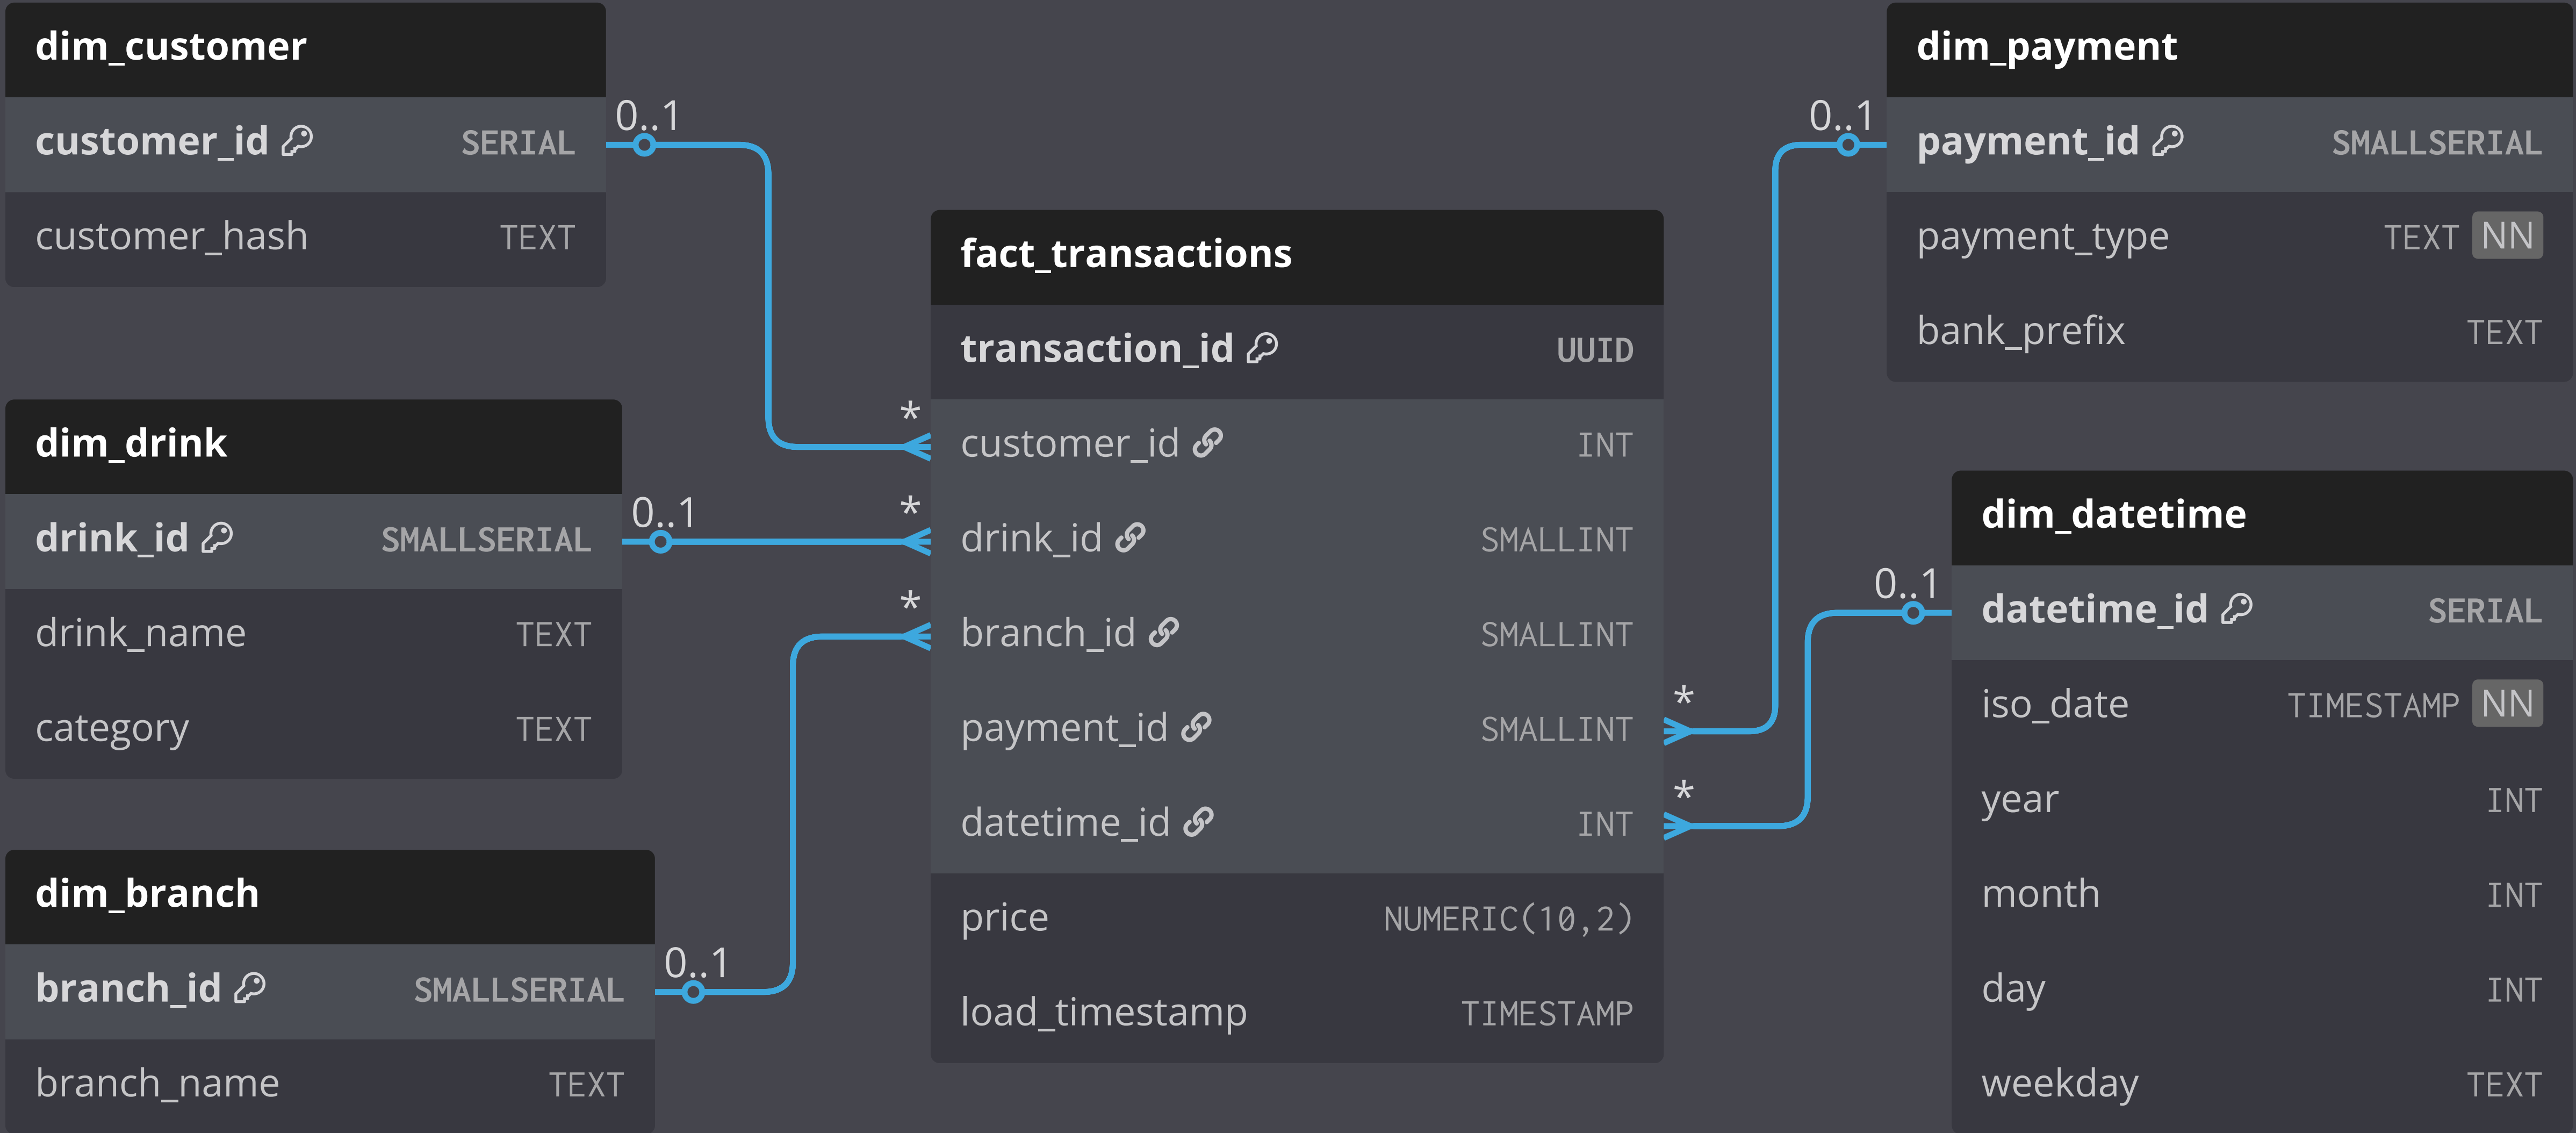 dim_customer
customer_id SERIAL
customer_hash TEXT
0..1
*
dim_drink
drink_id SMALLSERIAL
drink_name TEXT
category TEXT
0..1
*
dim_branch
branch_id SMALLSERIAL
branch_name TEXT
0..1
*
fact_transactions
transaction_id UUID
customer_id INT
drink_id SMALLINT
branch_id SMALLINT
payment_id SMALLINT
datetime_id INT
price NUMERIC(10,2)
load_timestamp TIMESTAMP
*
0..1
dim_payment
payment_id SMALLSERIAL
payment_type TEXT NN
bank_prefix TEXT
*
0..1
dim_datetime
datetime_id SERIAL
iso_date TIMESTAMP NN
year INT
month INT
day INT
weekday TEXT